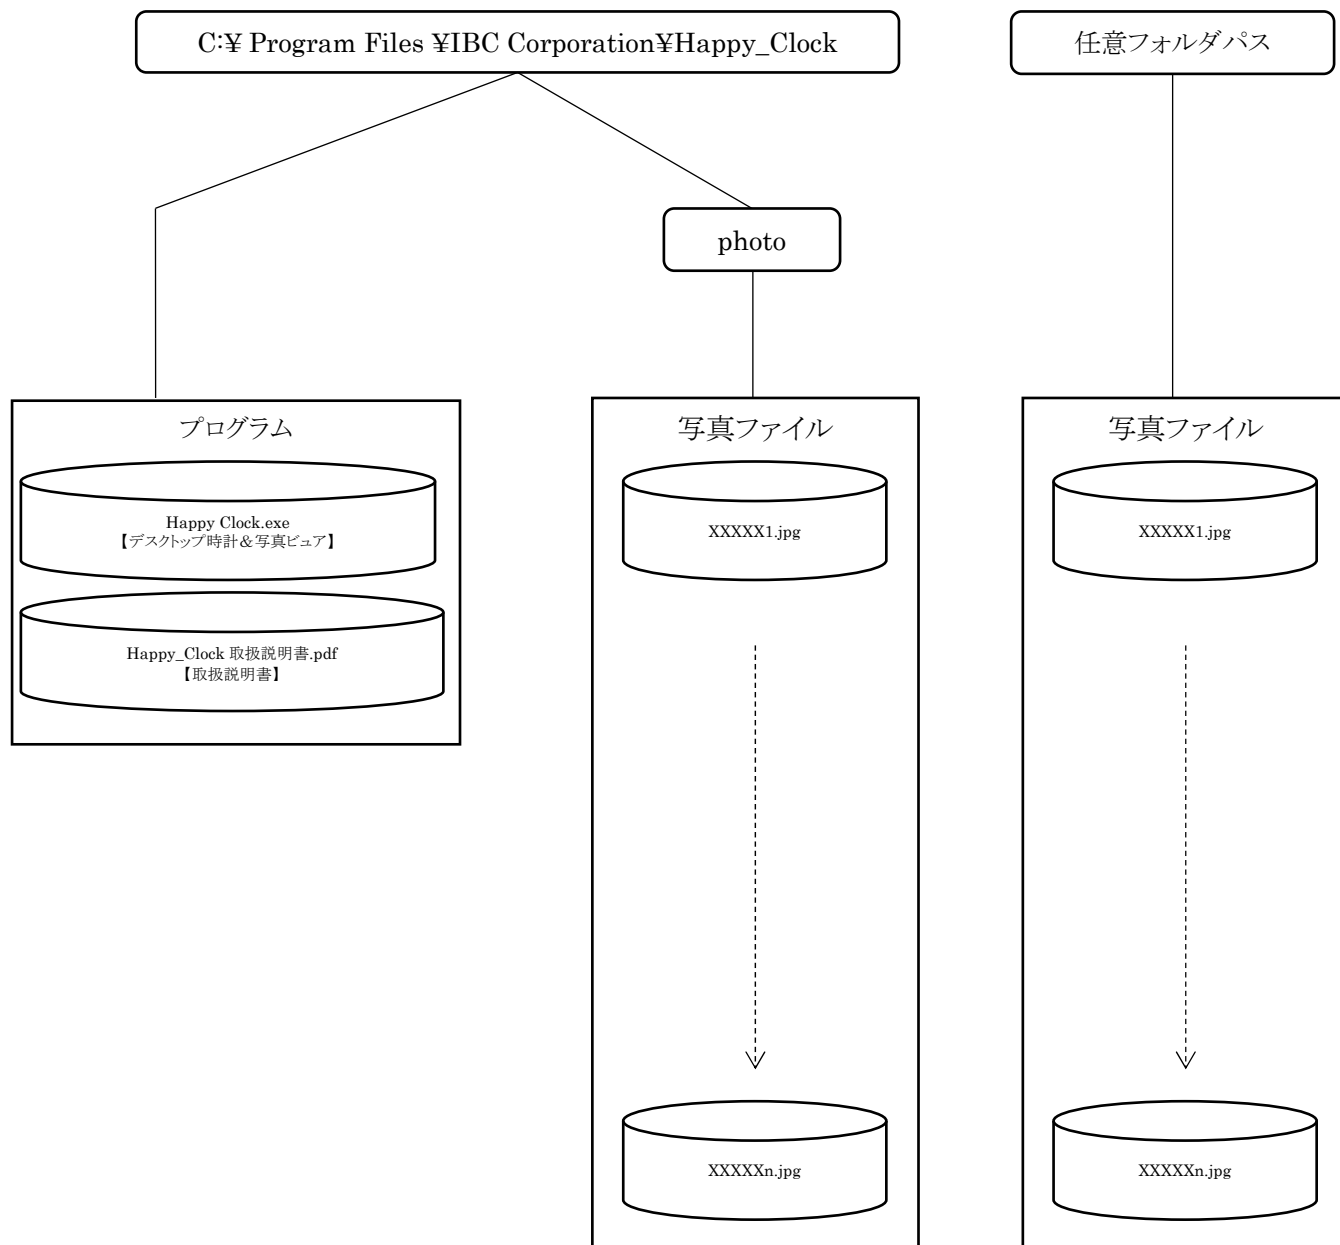 C:¥ Program Files ¥IBC Corporation¥Happy_Clock
任意フォルダパス
photo
プログラム
Happy Clock.exe
【デスクトップ時計＆写真ビュア】
Happy_Clock 取扱説明書.pdf
【取扱説明書】
写真ファイル
XXXXX1.jpg
XXXXXn.jpg
写真ファイル
XXXXX1.jpg
XXXXXn.jpg